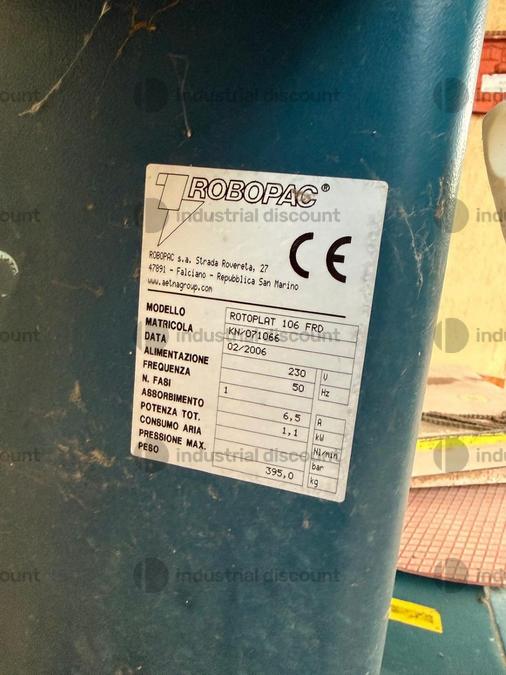 ROBOPAC ®
CE
ROBOPAC s.a. Strada Rovereta, 27
47891 - Falciano - Repubblica San Marino
www.aetnagroup.com
MODELLO ROTOPLAT 106 FRD
MATRICOLA KN/071066
DATA 02/2006
ALIMENTAZIONE 230 V
FREQUENZA 50 Hz
N. FASI 1
ASSORBIMENTO 6,5 A
POTENZA TOT. 1,1 kW
CONSUMO ARIA Nl/min
PRESSIONE MAX. bar
PESO 395,0 kg
industrial discount